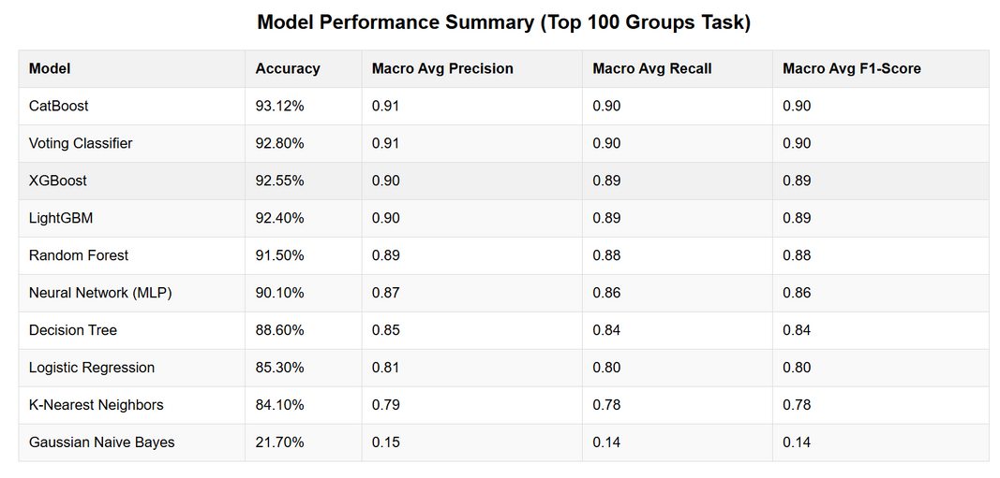 Model Performance Summary (Top 100 Groups Task)
Model Accuracy Macro Avg Precision Macro Avg Recall Macro Avg F1-Score
CatBoost 93.12% 0.91 0.90 0.90
Voting Classifier 92.80% 0.91 0.90 0.90
XGBoost 92.55% 0.90 0.89 0.89
LightGBM 92.40% 0.90 0.89 0.89
Random Forest 91.50% 0.89 0.88 0.88
Neural Network (MLP) 90.10% 0.87 0.86 0.86
Decision Tree 88.60% 0.85 0.84 0.84
Logistic Regression 85.30% 0.81 0.80 0.80
K-Nearest Neighbors 84.10% 0.79 0.78 0.78
Gaussian Naive Bayes 21.70% 0.15 0.14 0.14